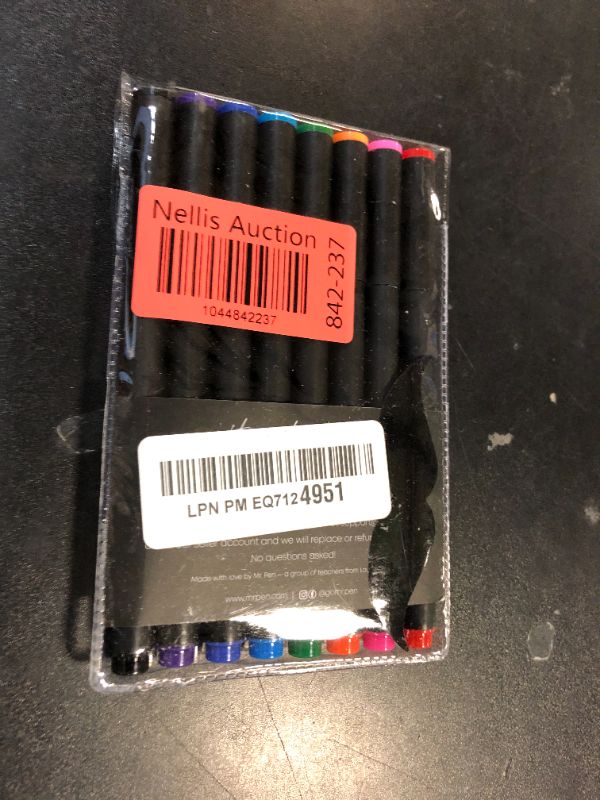 Nellis Auction
1044842237
842-237
LPN PM EQ7124951
account and we will replace or
No questions asked!
Made with love by Mr. Pen – a group of teachers from
www.mrpen.com | @gomrpen